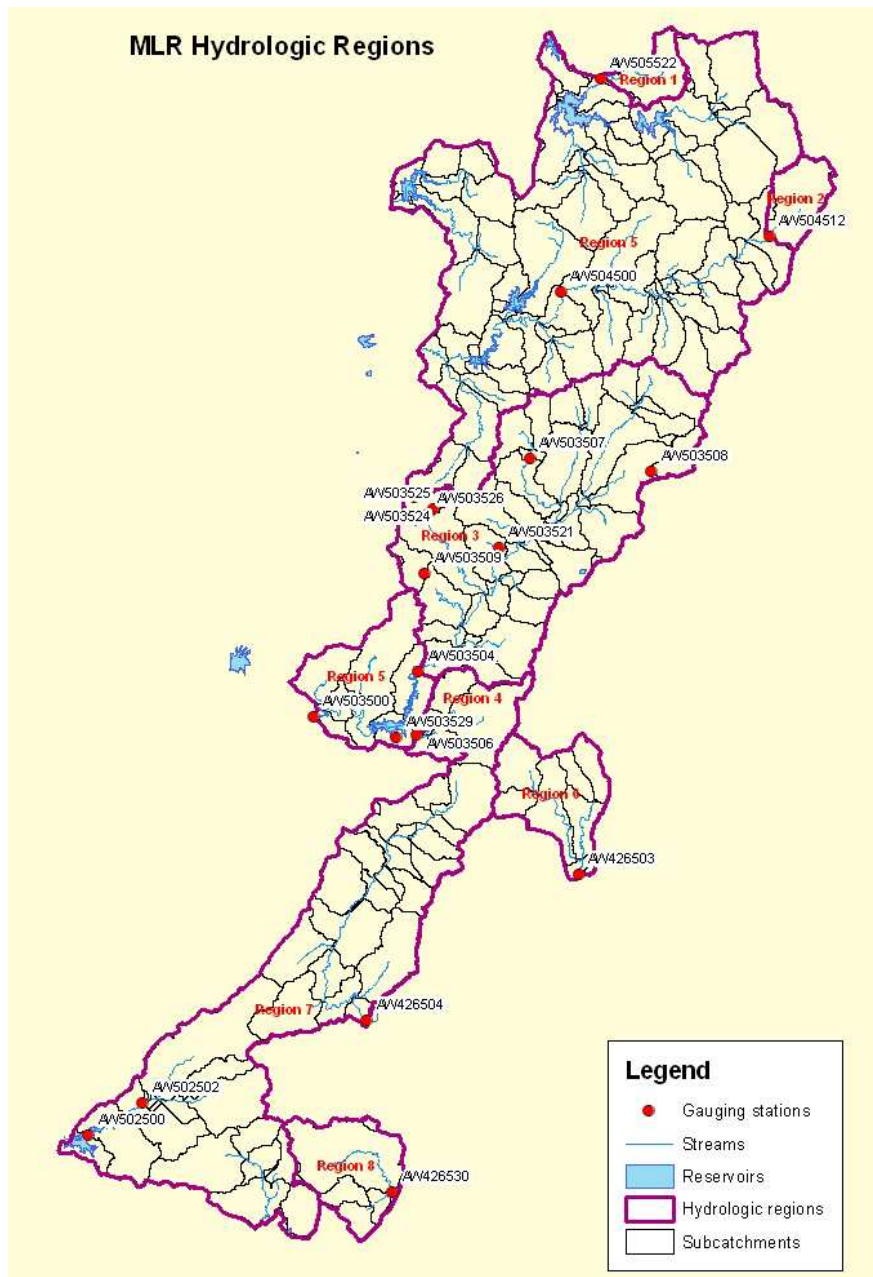 MLR Hydrologic Regions
AW505522
Region 1
Region 2
AW504512
Region 5
AW504500
AW503507
AW503508
AW503525
AW503526
AW503524
AW503521
Region 3
AW503509
AW503504
Region 5
Region 4
AW503500
AW503529
AW503506
Region 6
AW426503
Region 7
AW426504
AW502502
AW502500
Region 8
AW426530
Legend
Gauging stations
Streams
Reservoirs
Hydrologic regions
Subcatchments